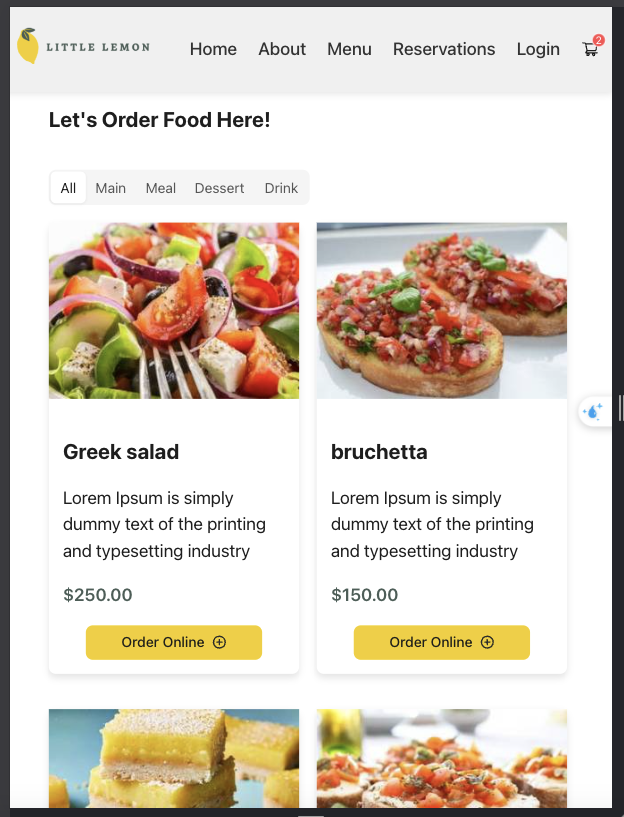 LITTLE LEMON
Home About Menu Reservations Login 2
Let's Order Food Here!
All Main Meal Dessert Drink
Greek salad
Lorem Ipsum is simply
dummy text of the printing
and typesetting industry
$250.00
Order Online
bruchetta
Lorem Ipsum is simply
dummy text of the printing
and typesetting industry
$150.00
Order Online